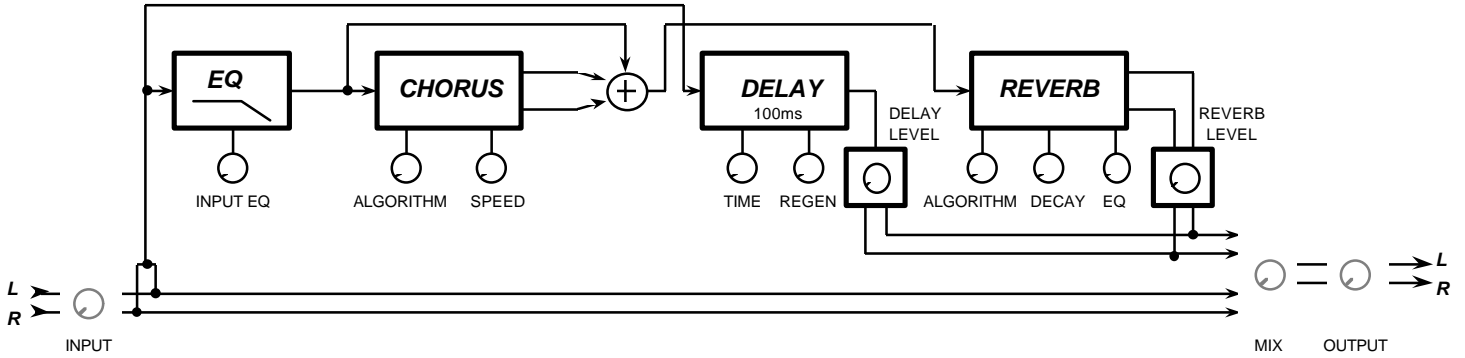 EQ
CHORUS
+
DELAY
100ms
REVERB
DELAY
LEVEL
REVERB
LEVEL
INPUT EQ
ALGORITHM
SPEED
TIME
REGEN
ALGORITHM
DECAY
EQ
L
R
INPUT
MIX
OUTPUT
L
R